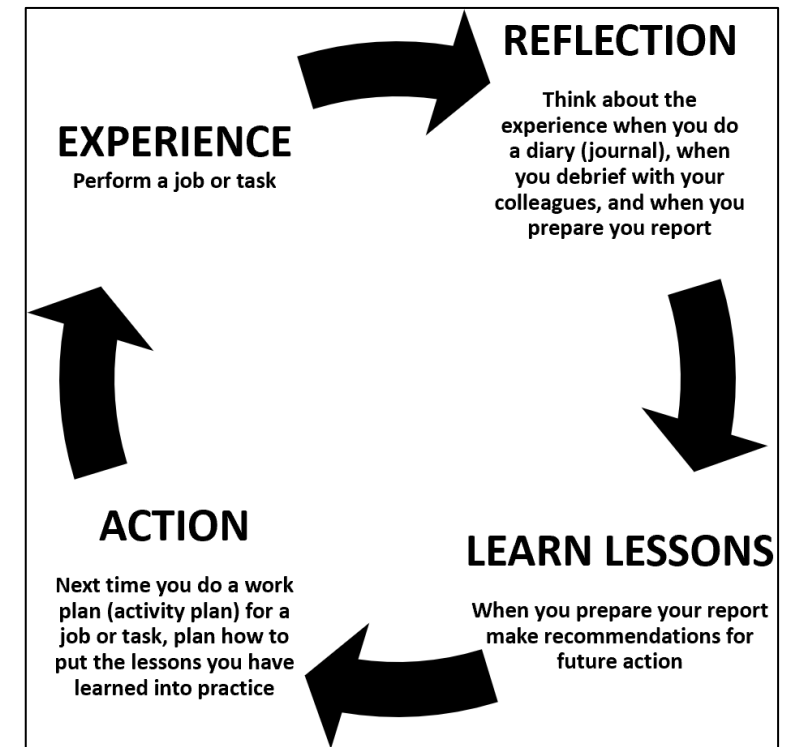 EXPERIENCE
Perform a job or task
REFLECTION
Think about the
experience when you do
a diary (journal), when
you debrief with your
colleagues, and when you
prepare you report
LEARN LESSONS
When you prepare your report
make recommendations for
future action
ACTION
Next time you do a work
plan (activity plan) for a
job or task, plan how to
put the lessons you have
learned into practice